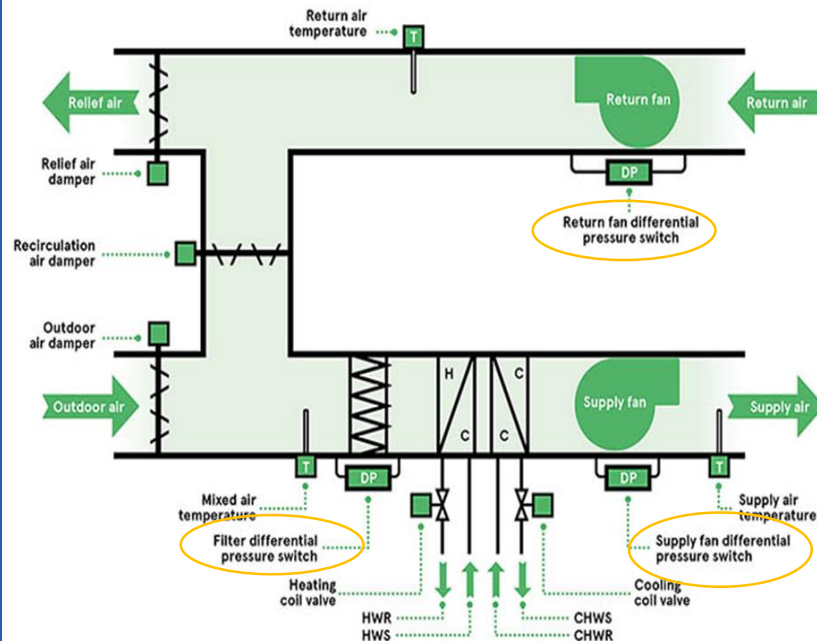 Return air
temperature
T
Relief air
Return fan
Return air
Relief air
damper
DP
Return fan differential
pressure switch
Recirculation
air damper
Outdoor
air damper
H
C
C
C
Outdoor air
Supply fan
Supply air
T
DP
DP
T
Mixed air
temperature
Filter differential
pressure switch
Supply air
temperature
Supply fan differential
pressure switch
Heating
coil valve
Cooling
coil valve
HWR
HWS
CHWS
CHWR